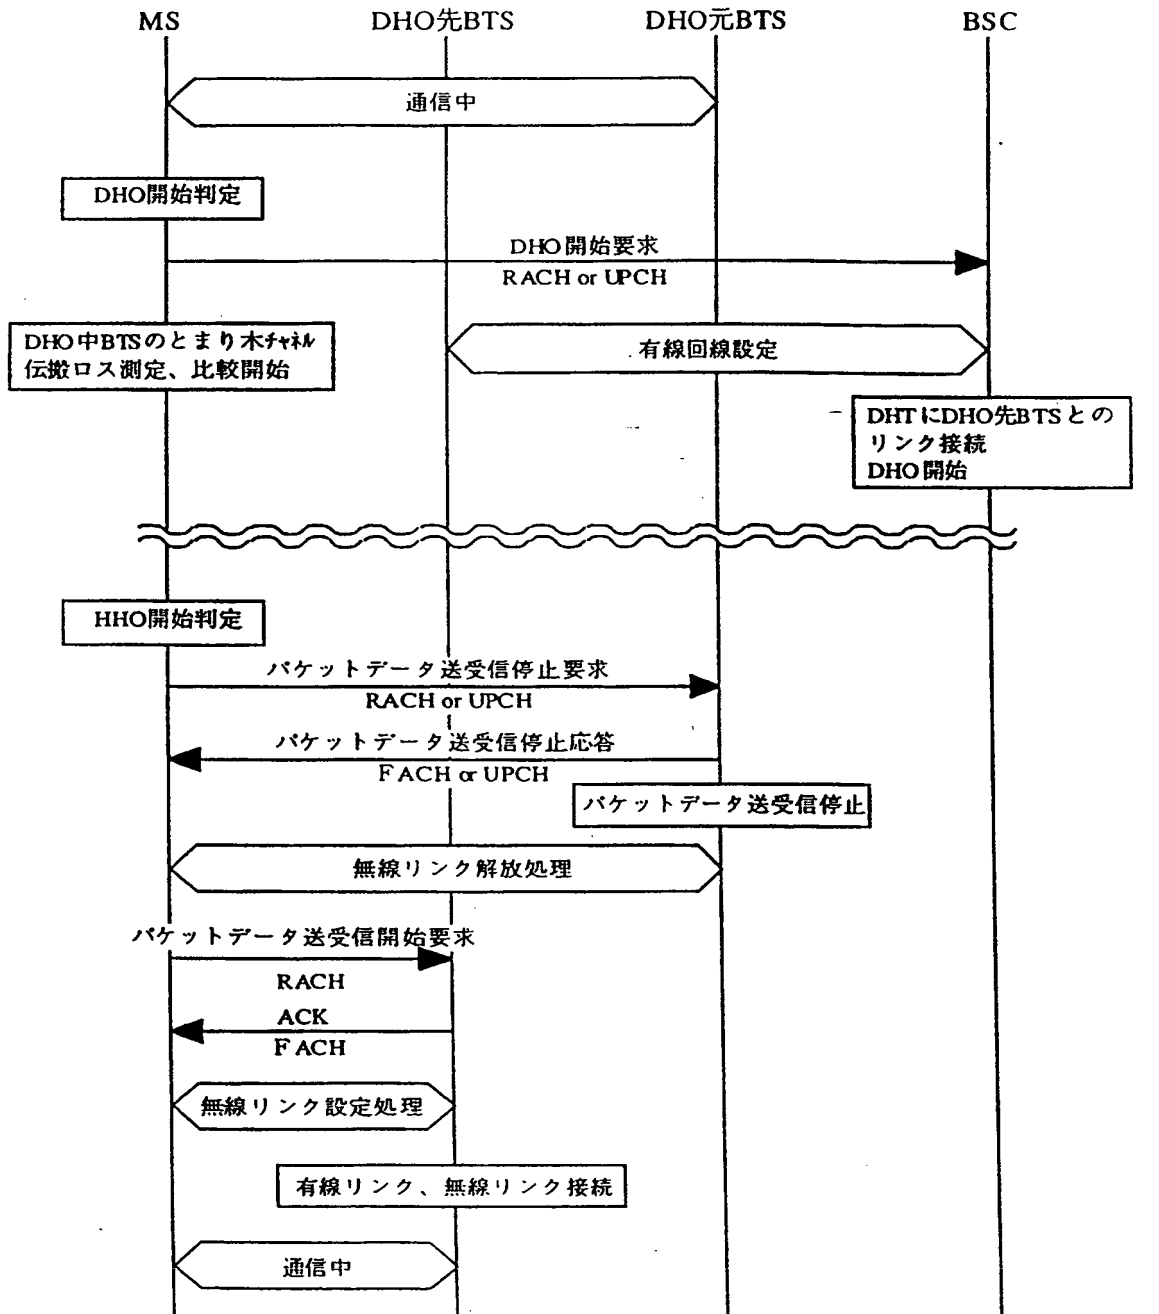 MS
DHO先BTS
DHO元BTS
BSC
通信中
DHO開始判定
DHO開始要求
RACH or UPCH
DHO中BTSのとまり木ﾁｬﾈﾙ
伝搬ロス測定、比較開始
有線回線設定
DHTにDHO先BTSとの
リンク接続
DHO開始
HHO開始判定
パケットデータ送受信停止要求
RACH or UPCH
パケットデータ送受信停止応答
FACH or UPCH
パケットデータ送受信停止
無線リンク解放処理
パケットデータ送受信開始要求
RACH
ACK
FACH
無線リンク設定処理
有線リンク、無線リンク接続
通信中